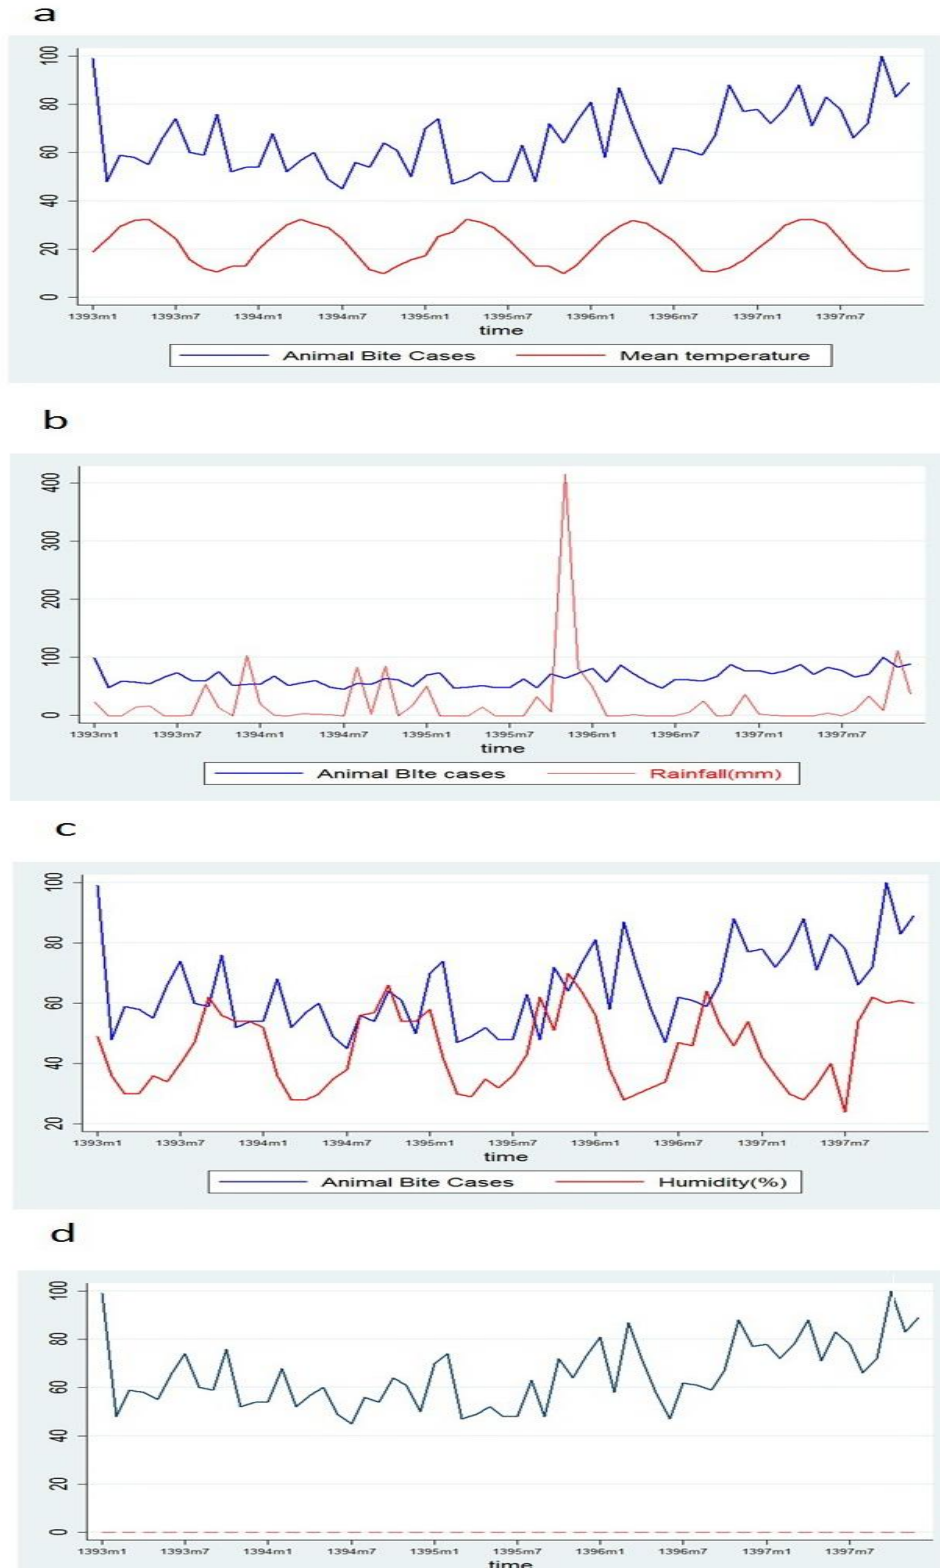 a
100
80
60
40
20
0
1393m1 1393m7 1394m1 1394m7 1395m1 1395m7 1396m1 1396m7 1397m1 1397m7
time
Animal Bite Cases Mean temperature
b
400
300
200
100
0
1393m1 1393m7 1394m1 1394m7 1395m1 1395m7 1396m1 1396m7 1397m1 1397m7
time
Animal BIte cases Rainfall(mm)
c
100
80
60
40
20
1393m1 1393m7 1394m1 1394m7 1395m1 1395m7 1396m1 1396m7 1397m1 1397m7
time
Animal Bite Cases Humidity(%)
d
100
80
60
40
20
0
1393m1 1393m7 1394m1 1394m7 1395m1 1395m7 1396m1 1396m7 1397m1 1397m7
time